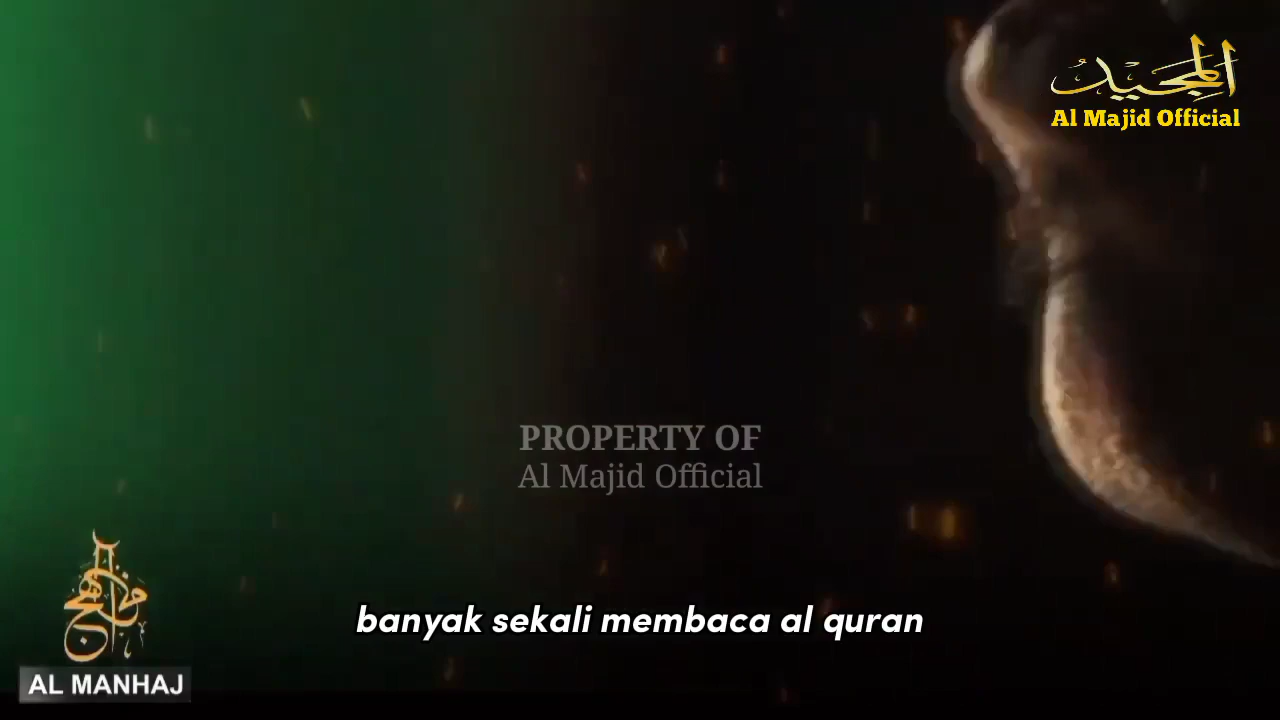 المجيد
Al Majid Official
PROPERTY OF
Al Majid Official
banyak sekali membaca al quran
AL MANHAJ